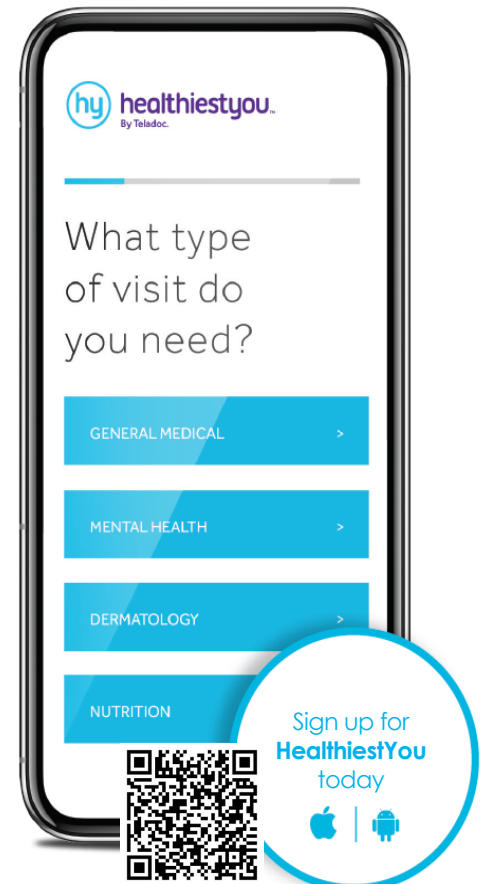 hy healthiestyou™
By Teladoc.
What type
of visit do
you need?
GENERAL MEDICAL >
MENTAL HEALTH >
DERMATOLOGY >
NUTRITION
Sign up for
HealthiestYou
today